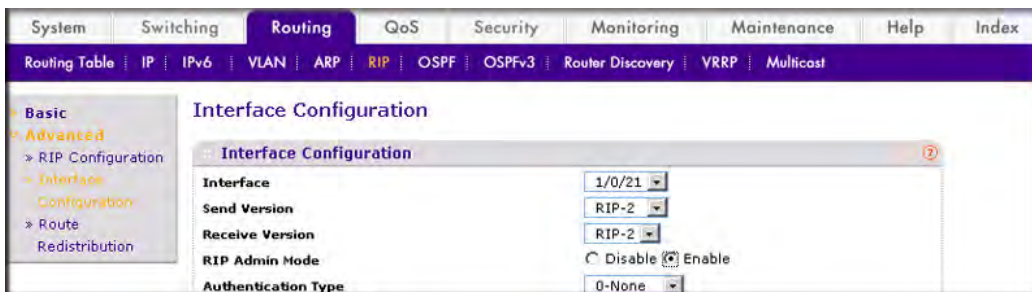 System Switching Routing QoS Security Monitoring Maintenance Help Index
Routing Table IP IPv6 VLAN ARP RIP OSPF OSPFv3 Router Discovery VRRP Multicast
Basic
Advanced
» RIP Configuration
» Interface
Configuration
» Route
Redistribution
Interface Configuration
Interface Configuration ?
Interface 1/0/21
Send Version RIP-2
Receive Version RIP-2
RIP Admin Mode Disable Enable
Authentication Type 0-None